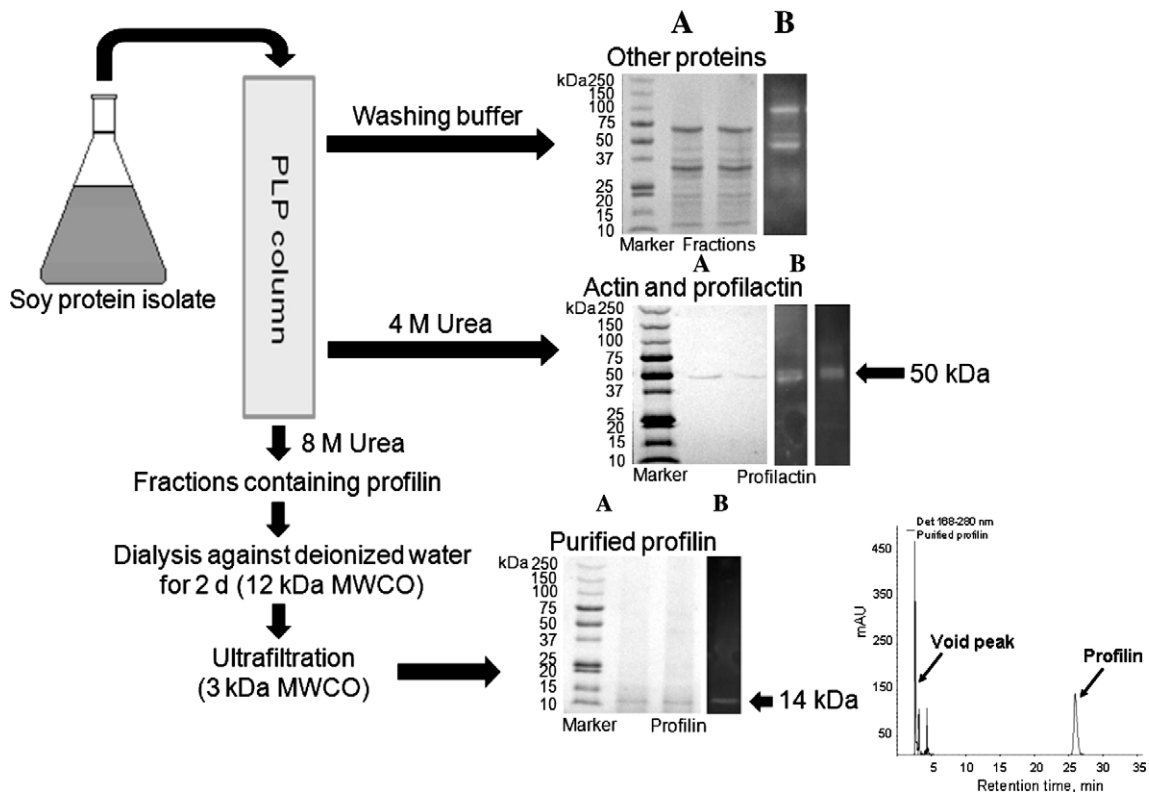 A B
Other proteins
kDa 250
150
100
75
50
37
25
20
15
10
Marker Fractions
Washing buffer
PLP column
Soy protein isolate
A B
Actin and profilactin
kDa 250
150
100
75
50
37
25
20
15
10
Marker Profilactin
4 M Urea
50 kDa
8 M Urea
Fractions containing profilin
Dialysis against deionized water
for 2 d (12 kDa MWCO)
Ultrafiltration
(3 kDa MWCO)
A B
Purified profilin
kDa 250
150
100
75
50
37
25
20
15
10
Marker Profilin
14 kDa
Det 168-280 nm
Purified profilin
mAU
450
350
250
150
50
Void peak
Profilin
5 10 15 20 25 30 35
Retention time, min